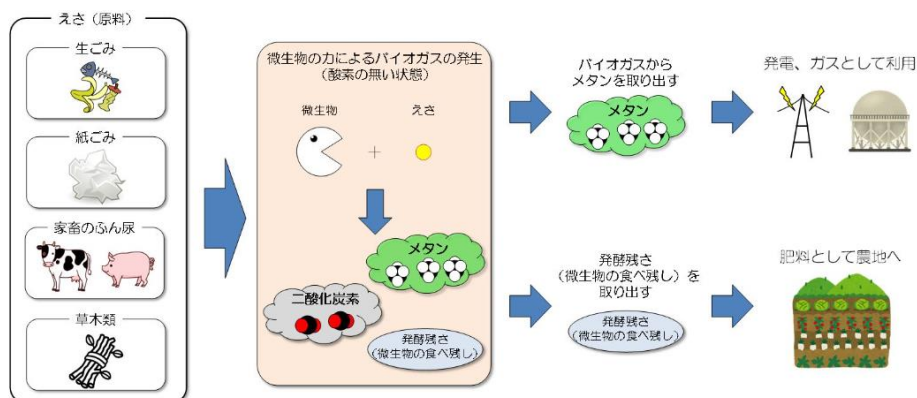 えさ（原料）
生ごみ
紙ごみ
家畜のふん尿
草木類
微生物の力によるバイオガスの発生
（酸素の無い状態）
微生物
えさ
+
メタン
二酸化炭素
発酵残さ
（微生物の食べ残し）
バイオガスから
メタンを取り出す
メタン
発電、ガスとして利用
発酵残さ
（微生物の食べ残し）を
取り出す
発酵残さ
（微生物の食べ残し）
肥料として農地へ